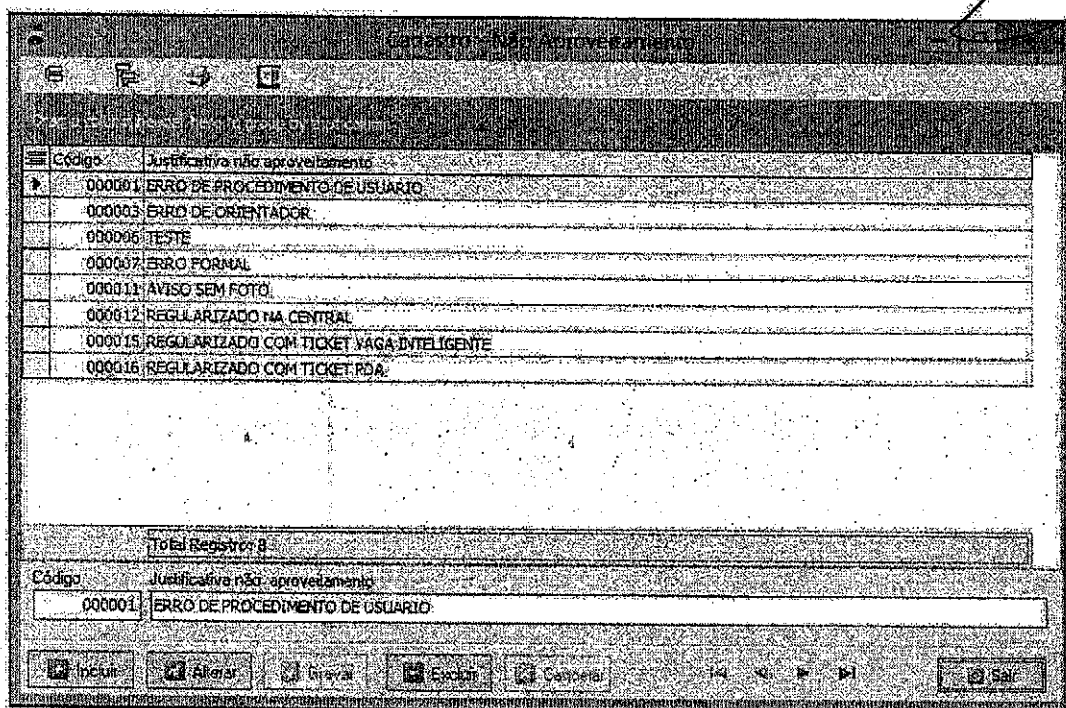 Cadastro - Não Aproveitamento
Código Justificativa não aproveitamento
000001 ERRO DE PROCEDIMENTO DE USUARIO
000003 ERRO DE ORIENTADOR
000006 TESTE
000007 ERRO FORMAL
000011 AVISO SEM FOTO
000012 REGULARIZADO NA CENTRAL
000015 REGULARIZADO COM TICKET VAGA INTELIGENTE
000016 REGULARIZADO COM TICKET PDA
Total Registro: 8
Código Justificativa não aproveitamento
000001 ERRO DE PROCEDIMENTO DE USUARIO
Incluir Alterar Gravar Excluir Cancelar Sair